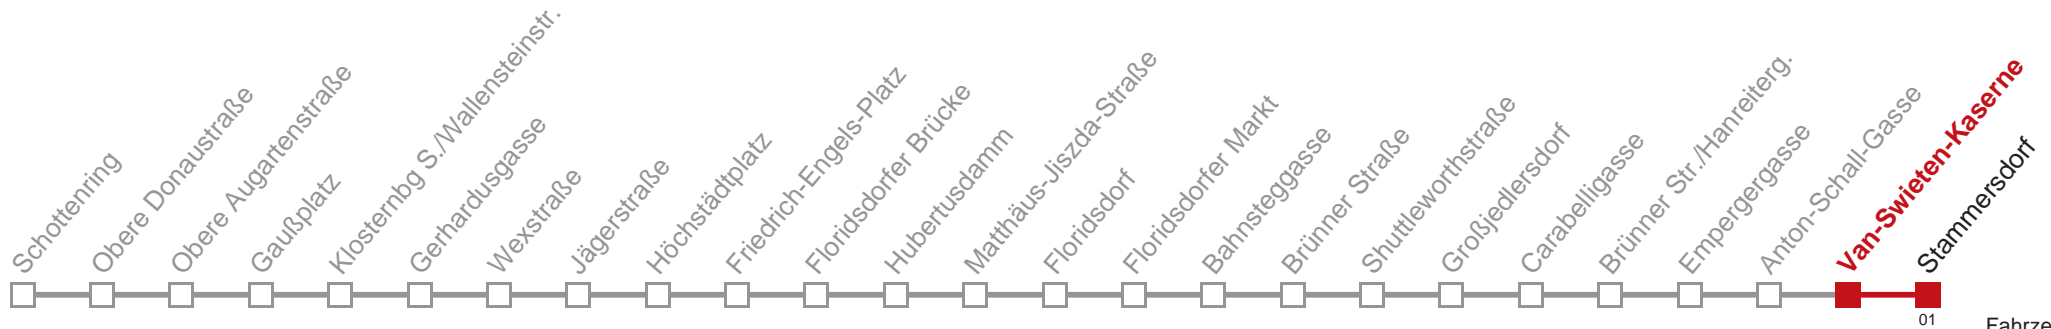 Schottenring
Obere Donaustraße
Obere Augartenstraße
Gaußplatz
Klosternbg S./Wallensteinstr.
Gerhardusgasse
Wexstraße
Jägerstraße
Höchstädtplatz
Friedrich-Engels-Platz
Floridsdorfer Brücke
Hubertusdamm
Matthäus-Jiszda-Straße
Floridsdorf
Floridsdorfer Markt
Bahnsteggasse
Brünner Straße
Shuttleworthstraße
Großjedlersdorf
Carabelligasse
Brünner Str./Hanreiterg.
Empergergasse
Anton-Schall-Gasse
Van-Swieten-Kaserne
Stammersdorf
01
Fahrze